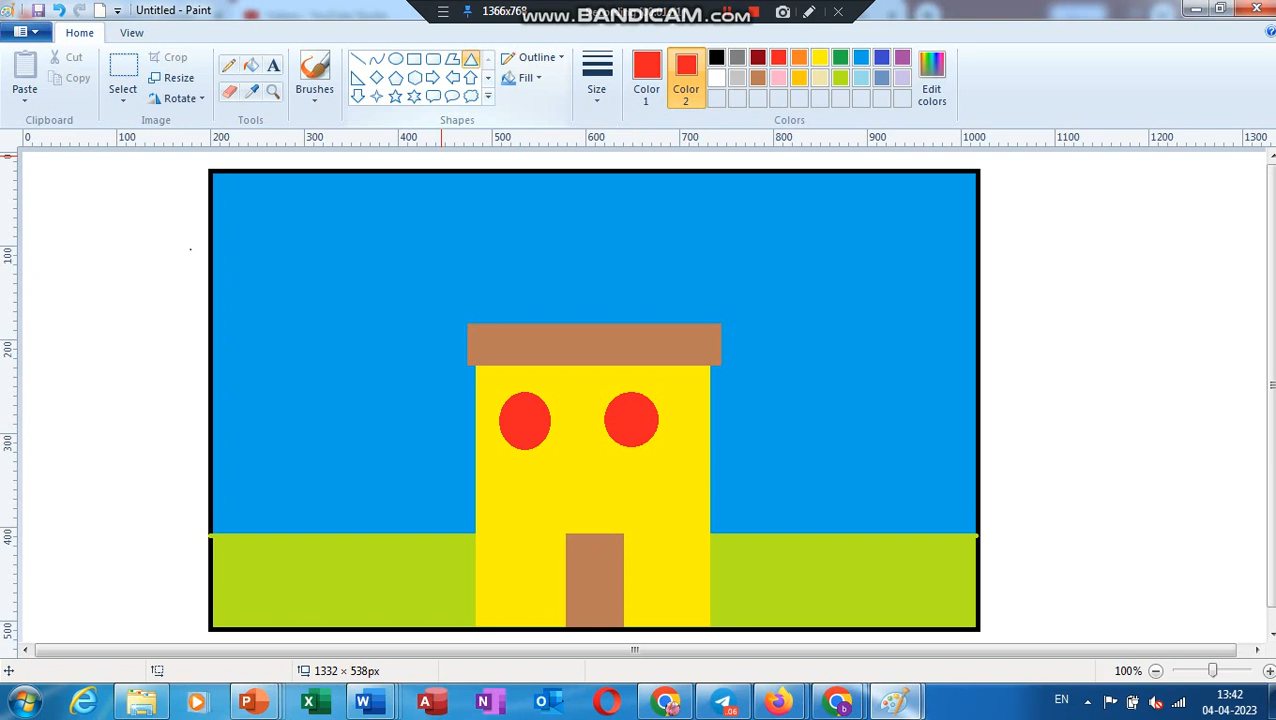 Untitled - Paint
1366x768
www.BANDICAM.com
Home
View
Paste
Cut
Copy
Clipboard
Select
Crop
Resize
Rotate
Image
Tools
Brushes
Shapes
Outline
Fill
Size
Color 1
Color 2
Edit colors
Colors
0 100 200 300 400 500 600 700 800 900 1000 1100 1200 1300
100
200
300
400
500
1332 × 538px
100%
EN
13:42
04-04-2023